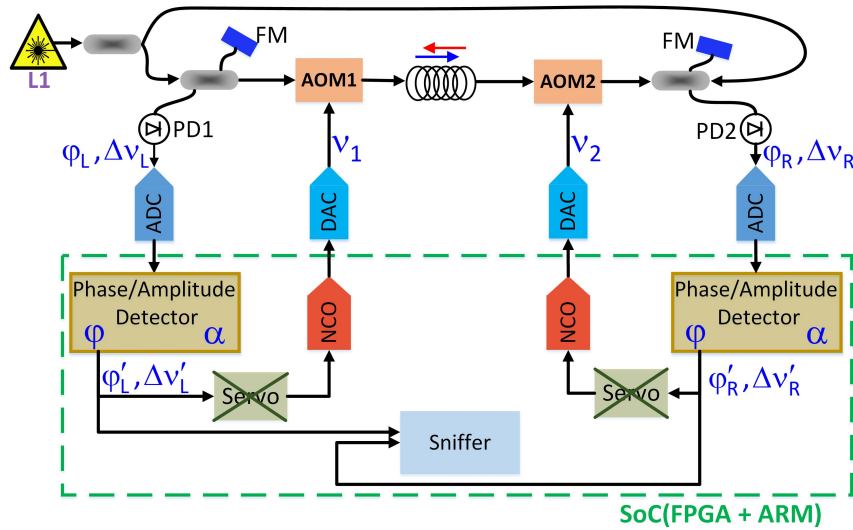 FM
FM
L1
AOM1
AOM2
PD1
PD2
φL, ΔνL
ν1
ν2
φR, ΔνR
ADC
DAC
DAC
ADC
Phase/Amplitude
Detector
φ α
NCO
NCO
Phase/Amplitude
Detector
φ α
φ′L, Δν′L
Servo
Servo
φ′R, Δν′R
Sniffer
SoC(FPGA + ARM)